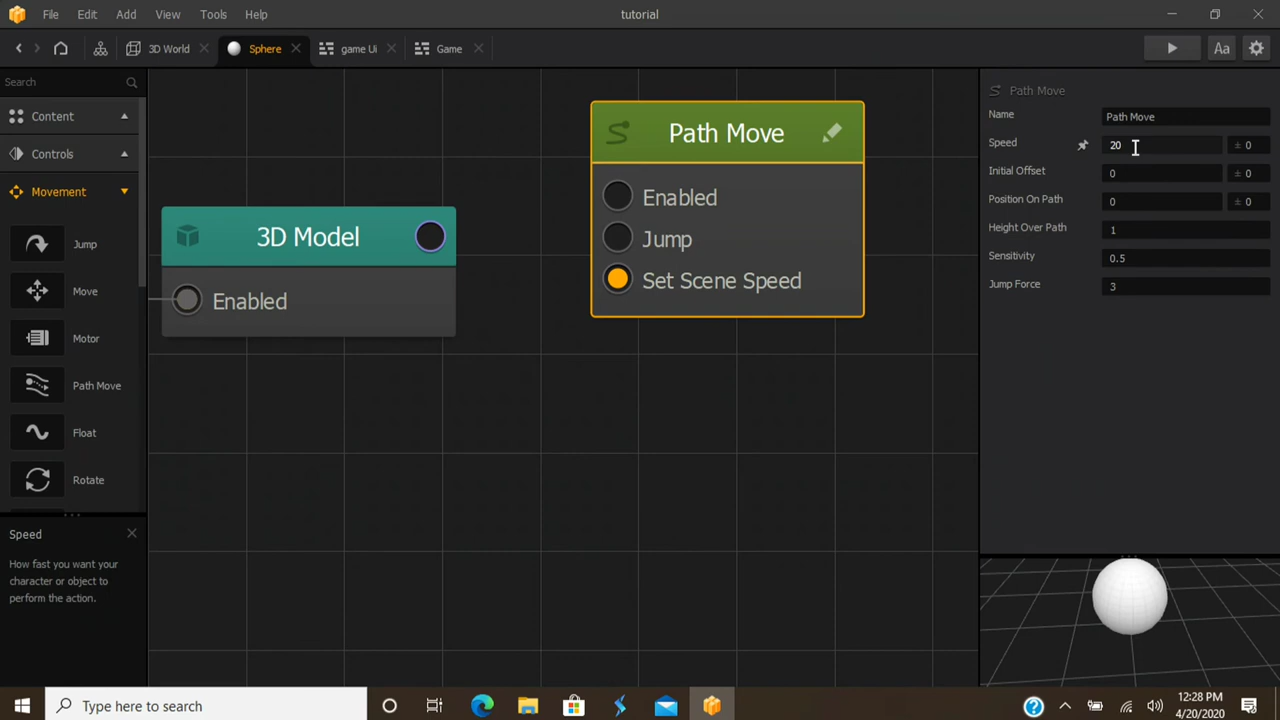 File Edit Add View Tools Help tutorial
3D World Sphere game Ui Game Aa
Search
Content
Controls
Movement
Jump
Move
Motor
Path Move
Float
Rotate
Speed
How fast you want your
character or object to
perform the action.
3D Model
Enabled
Path Move
Enabled
Jump
Set Scene Speed
Path Move
Name Path Move
Speed 20 ± 0
Initial Offset 0 ± 0
Position On Path 0 ± 0
Height Over Path 1
Sensitivity 0.5
Jump Force 3
Type here to search
12:28 PM
4/20/2020